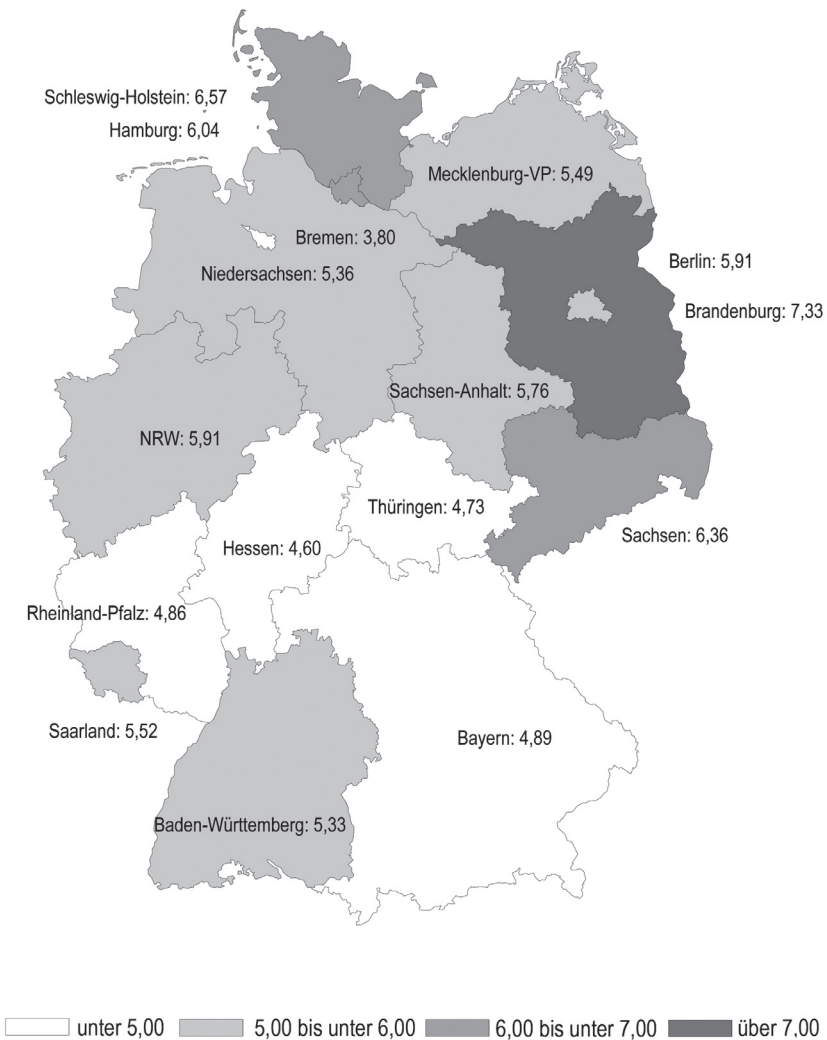 Schleswig-Holstein: 6,57
Hamburg: 6,04
Mecklenburg-VP: 5,49
Bremen: 3,80
Berlin: 5,91
Niedersachsen: 5,36
Brandenburg: 7,33
Sachsen-Anhalt: 5,76
NRW: 5,91
Thüringen: 4,73
Sachsen: 6,36
Hessen: 4,60
Rheinland-Pfalz: 4,86
Saarland: 5,52
Bayern: 4,89
Baden-Württemberg: 5,33
unter 5,00
5,00 bis unter 6,00
6,00 bis unter 7,00
über 7,00